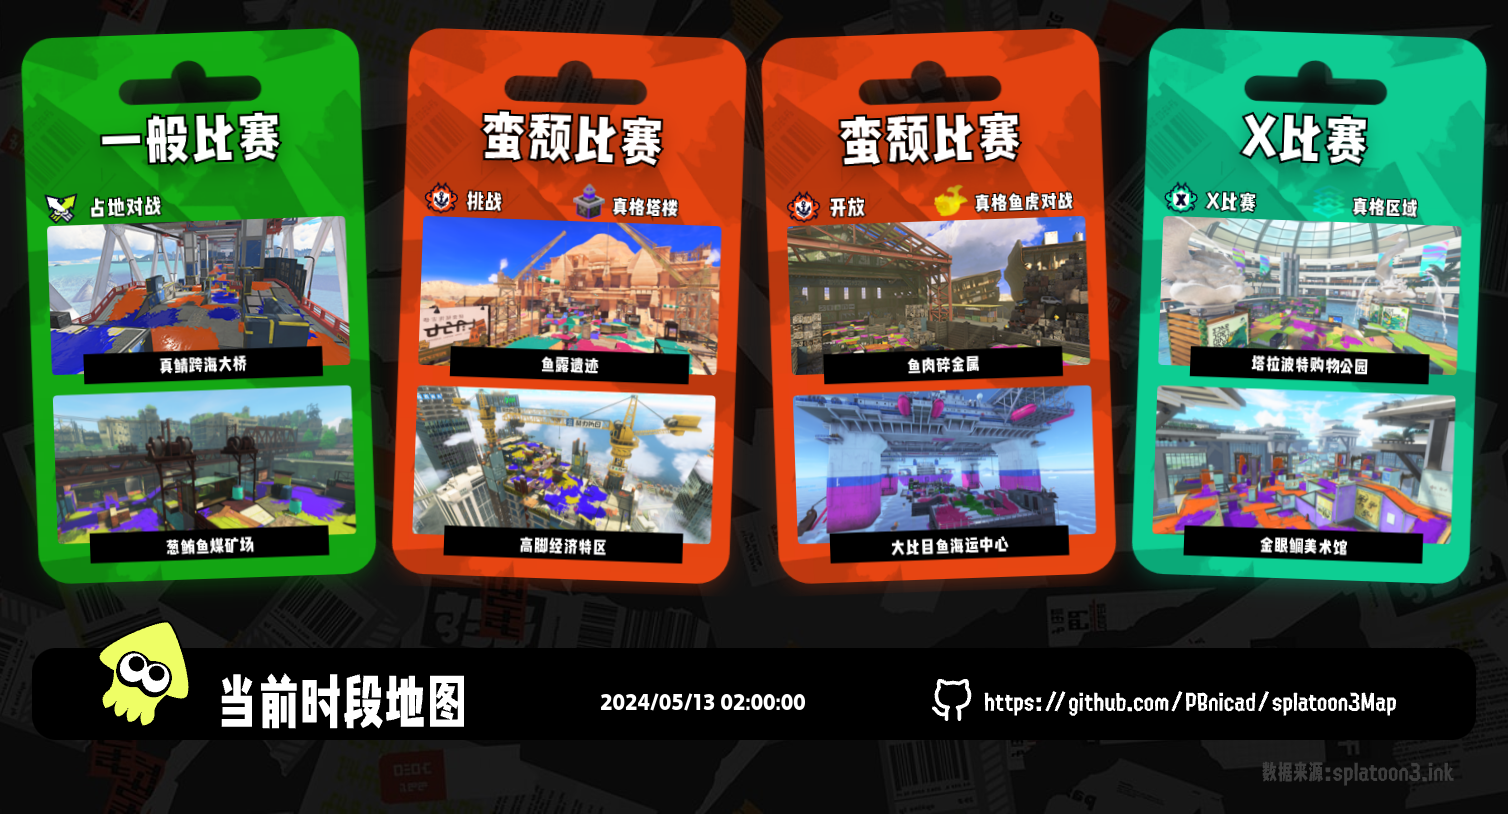 一般比赛
占地对战
真鲭跨海大桥
葱鲔鱼煤矿场
蛮颓比赛
挑战
真格塔楼
鱼露遗迹
高脚经济特区
蛮颓比赛
开放
真格鱼虎对战
鱼肉碎金属
大比目鱼海运中心
X比赛
X比赛
真格区域
塔拉波特购物公园
金眼鲷美术馆
当前时段地图
2024/05/13 02:00:00
https://github.com/PBnicad/splatoon3Map
数据来源:splatoon3.ink